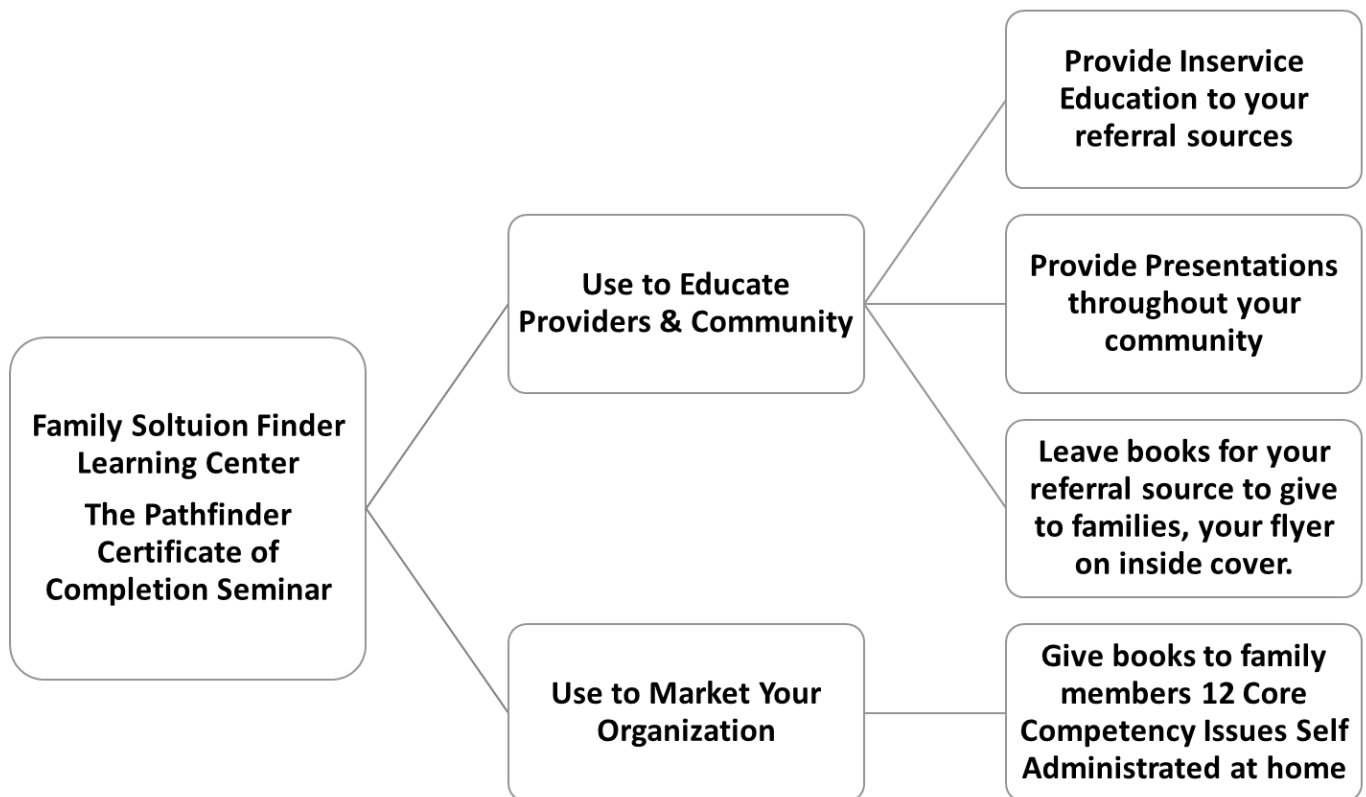 Family Soltuion Finder
Learning Center
The Pathfinder
Certificate of
Completion Seminar
Use to Educate
Providers & Community
Provide Inservice
Education to your
referral sources
Provide Presentations
throughout your
community
Leave books for your
referral source to give
to families, your flyer
on inside cover.
Use to Market Your
Organization
Give books to family
members 12 Core
Competency Issues Self
Administrated at home